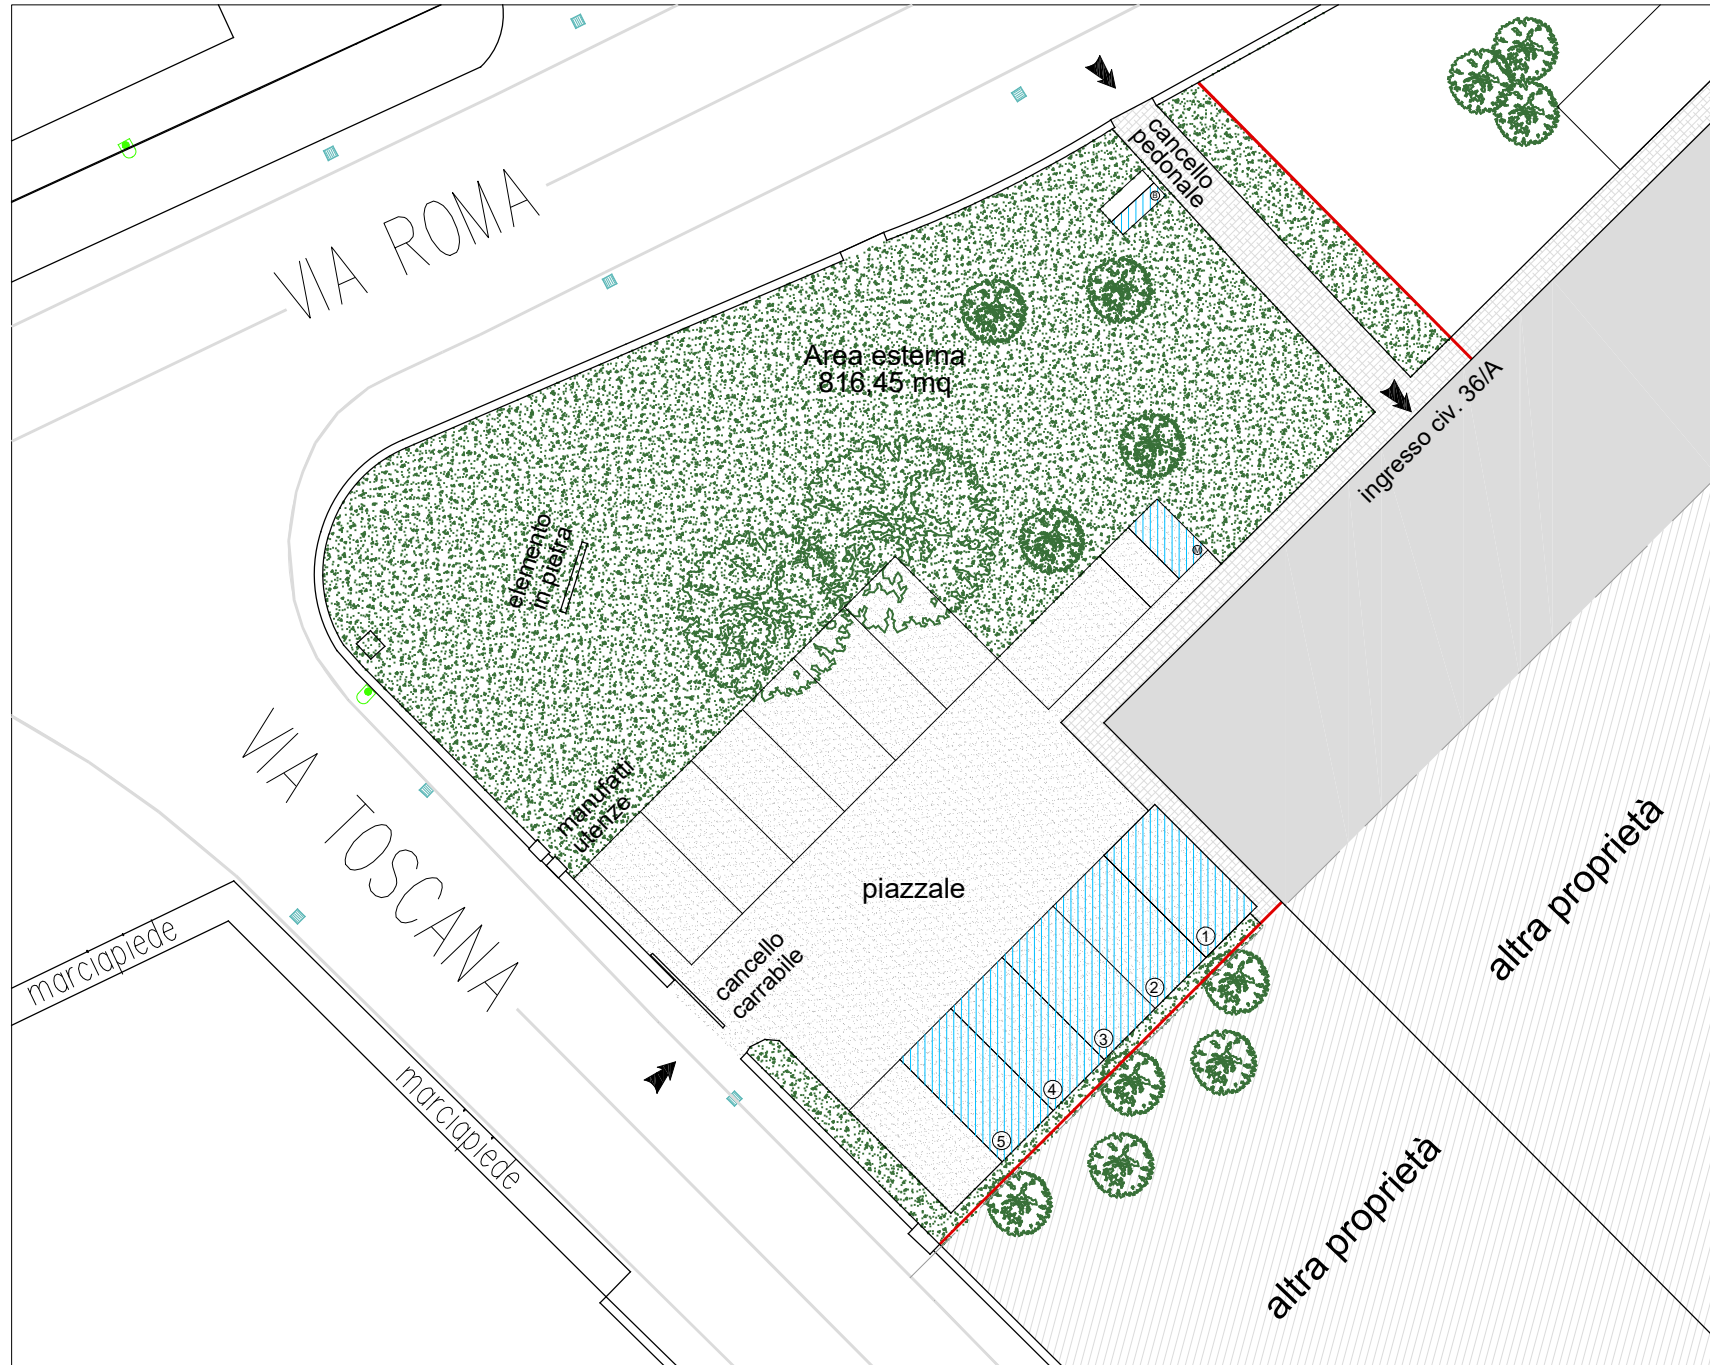 VIA ROMA
cancello
pedonale
B
Area esterna
816,45 mq
ingresso civ. 36/A
elemento
in pietra
M
VIA TOSCANA
manufatti
utenze
piazzale
altra proprietà
marciapiede
cancello
carrabile
1
2
3
4
5
marciapiede
altra proprietà